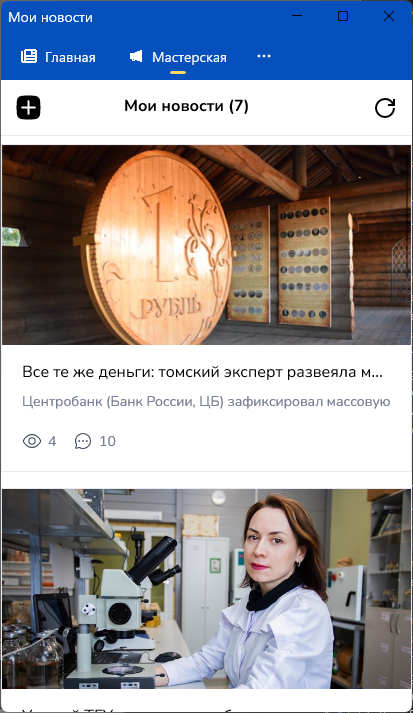 Мои новости
Главная
Мастерская
Мои новости (7)
1
РУБЛЬ
Все те же деньги: томский эксперт развеяла м...
Центробанк (Банк России, ЦБ) зафиксировал массовую
4
10